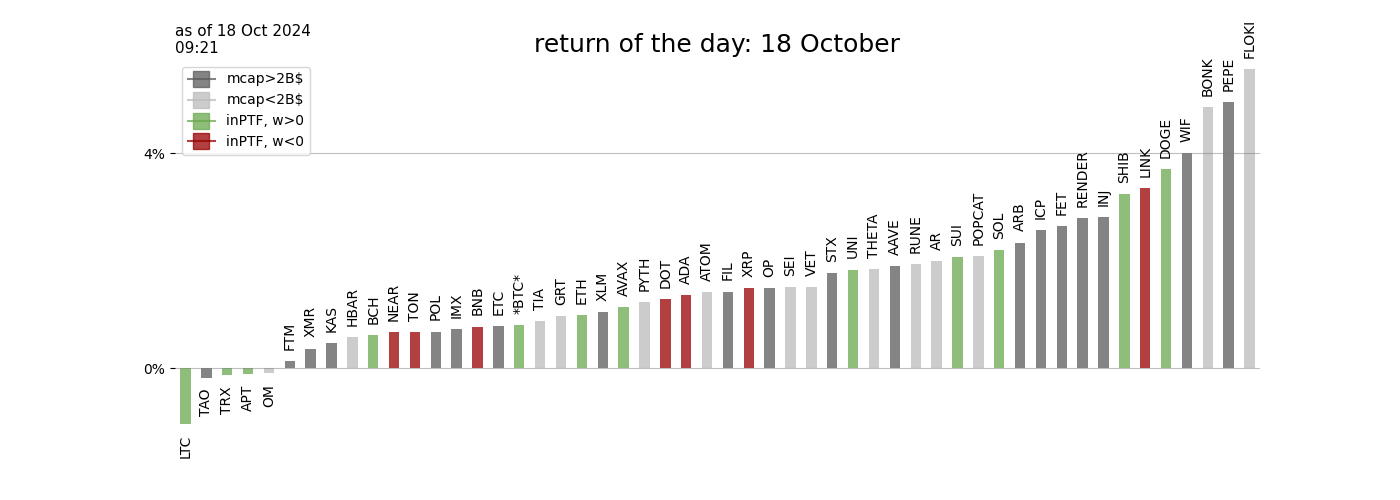 as of 18 Oct 2024
09:21
return of the day: 18 October
mcap>2B$
mcap<2B$
inPTF, w>0
inPTF, w<0
4%
0%
LTC
TAO
TRX
APT
OM
FTM
XMR
KAS
HBAR
BCH
NEAR
TON
POL
IMX
BNB
ETC
*BTC*
TIA
GRT
ETH
XLM
AVAX
PYTH
DOT
ADA
ATOM
FIL
XRP
OP
SEI
VET
STX
UNI
THETA
AAVE
RUNE
AR
SUI
POPCAT
SOL
ARB
ICP
FET
RENDER
INJ
SHIB
LINK
DOGE
WIF
BONK
PEPE
FLOKI